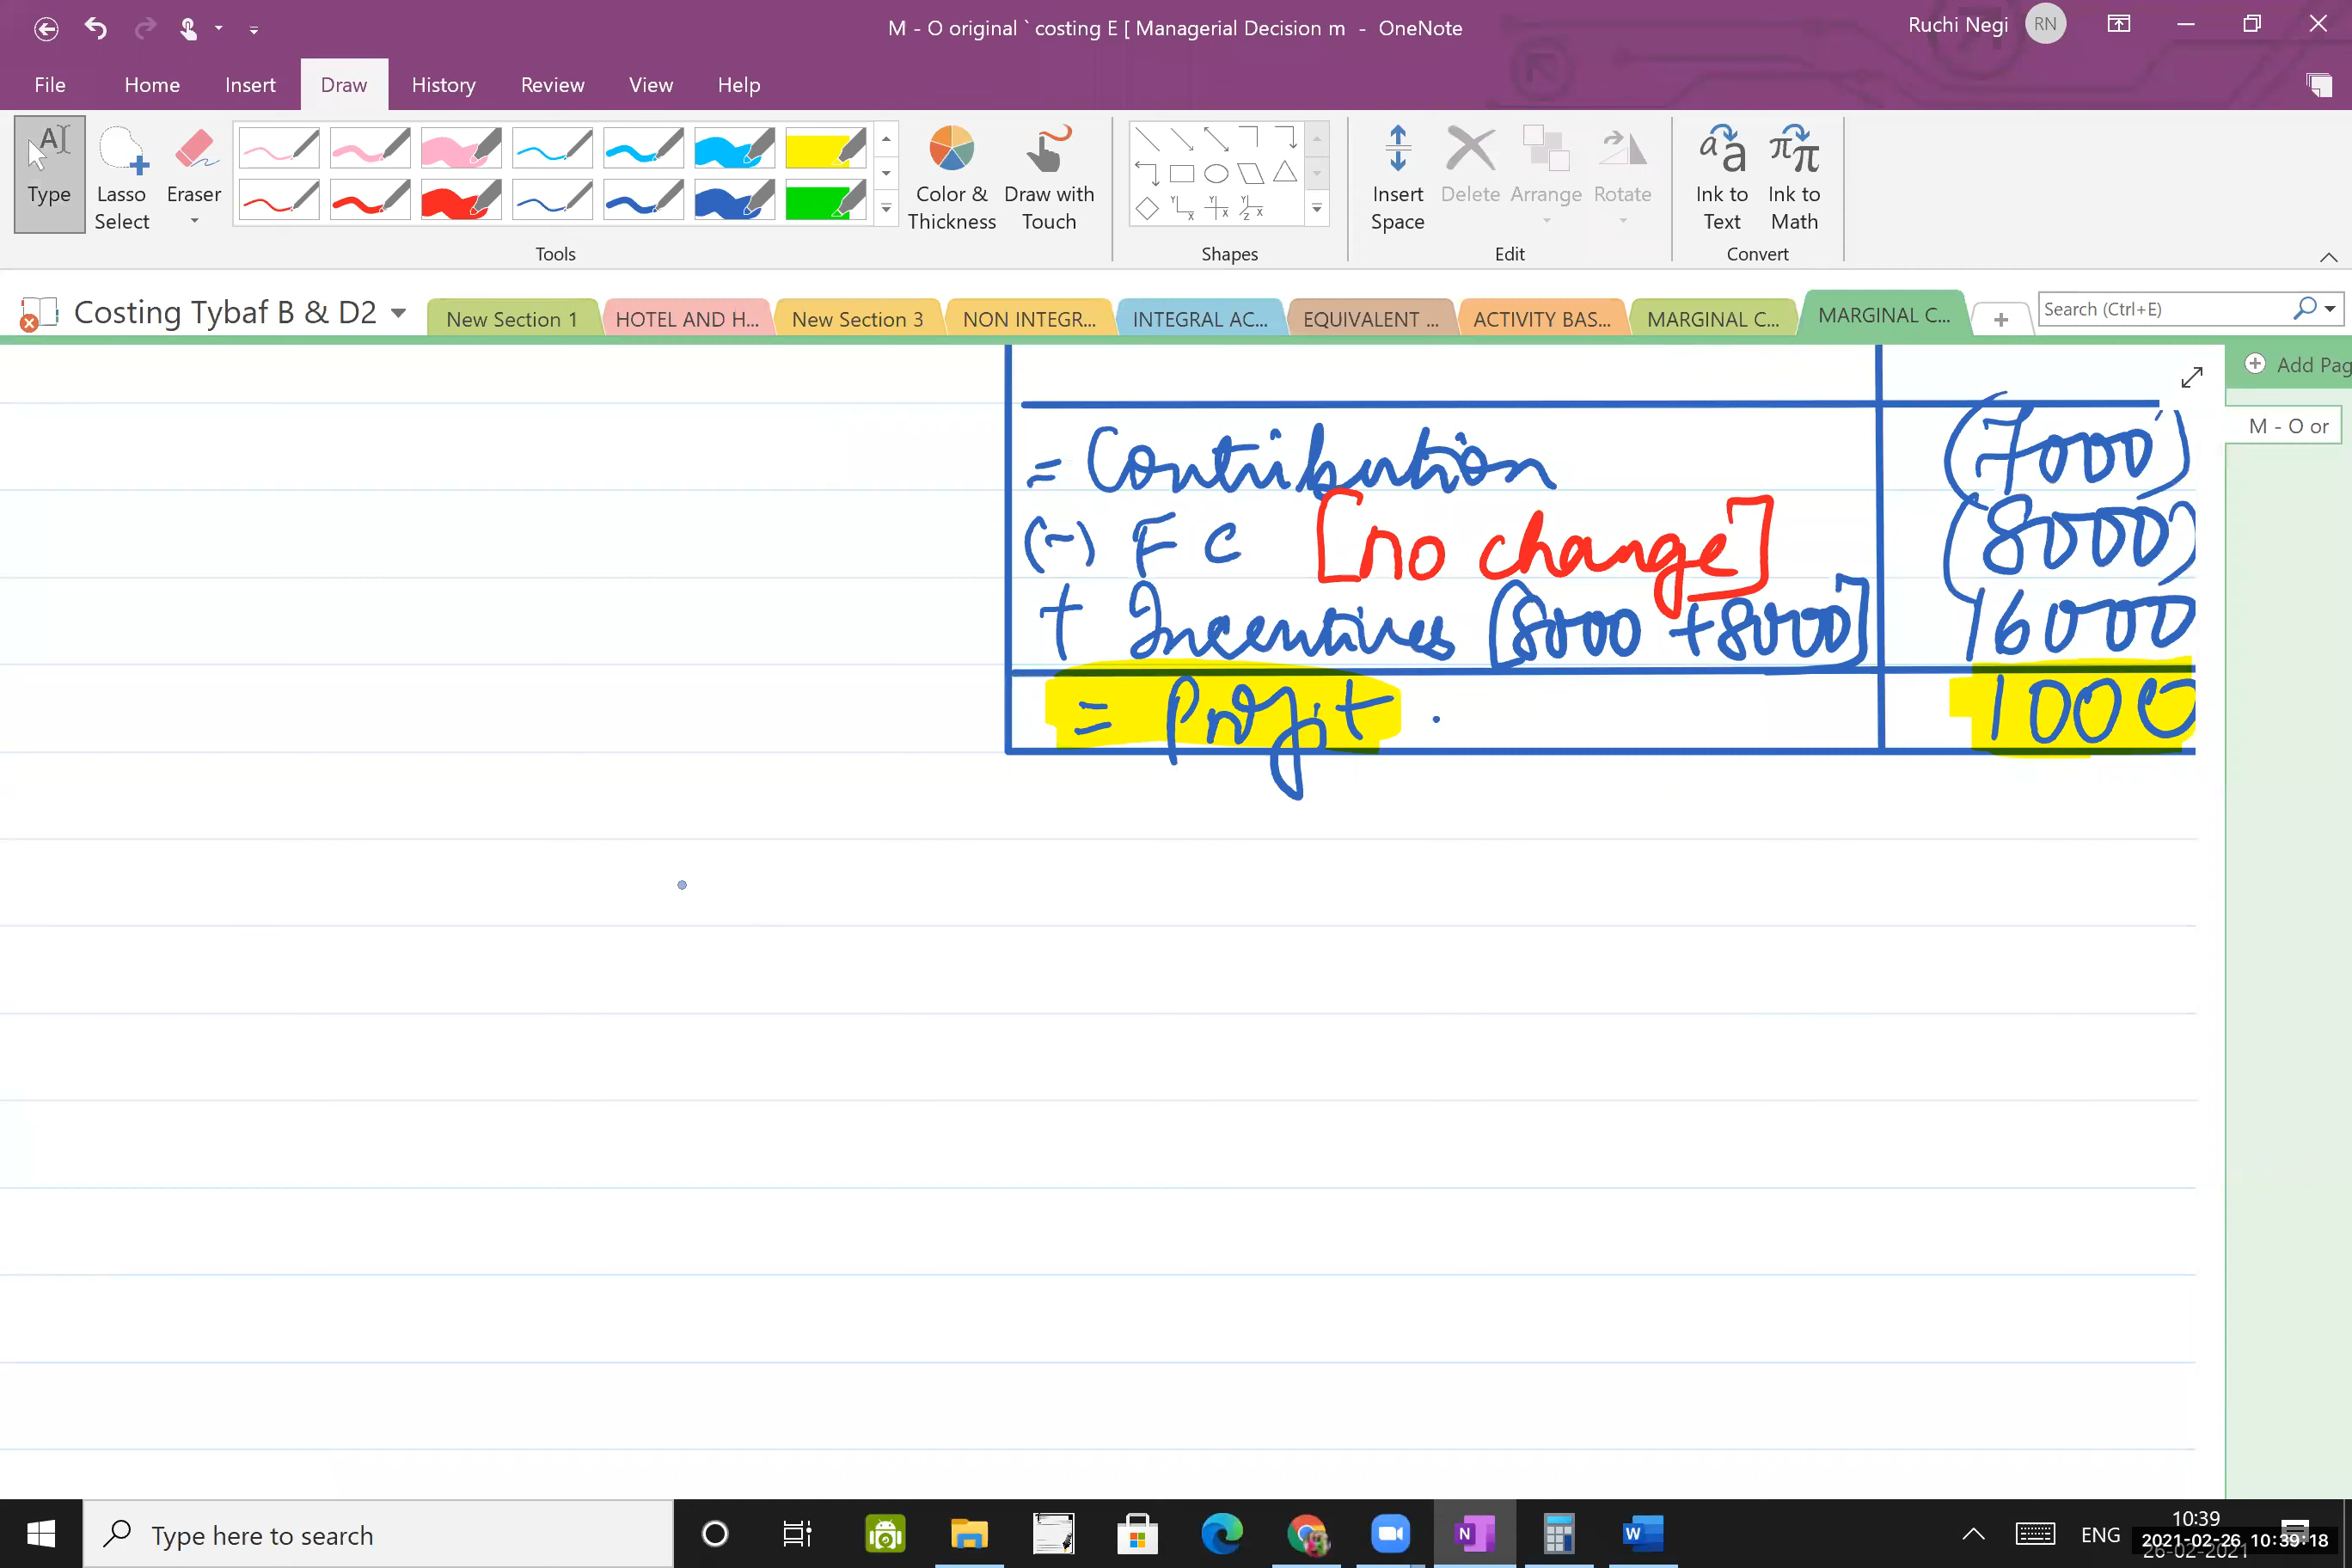 M - O original ` costing E [ Managerial Decision m - OneNote
Ruchi Negi RN
File Home Insert Draw History Review View Help
Type
Lasso Select
Eraser
Color & Thickness
Draw with Touch
Insert Space
Delete
Arrange
Rotate
Ink to Text
Ink to Math
Tools
Shapes
Edit
Convert
Costing Tybaf B & D2
New Section 1
HOTEL AND H...
New Section 3
NON INTEGR...
INTEGRAL AC...
EQUIVALENT ...
ACTIVITY BAS...
MARGINAL C...
MARGINAL C...
Search (Ctrl+E)
Add Pag
M - O or
= Contribution (7000)
(-) FC [no change] (8000)
+ Incentives [8000 + 8000] 16000
= Profit . 1000
Type here to search
ENG
10:39
26-02-2021
2021-02-26 10:39:18